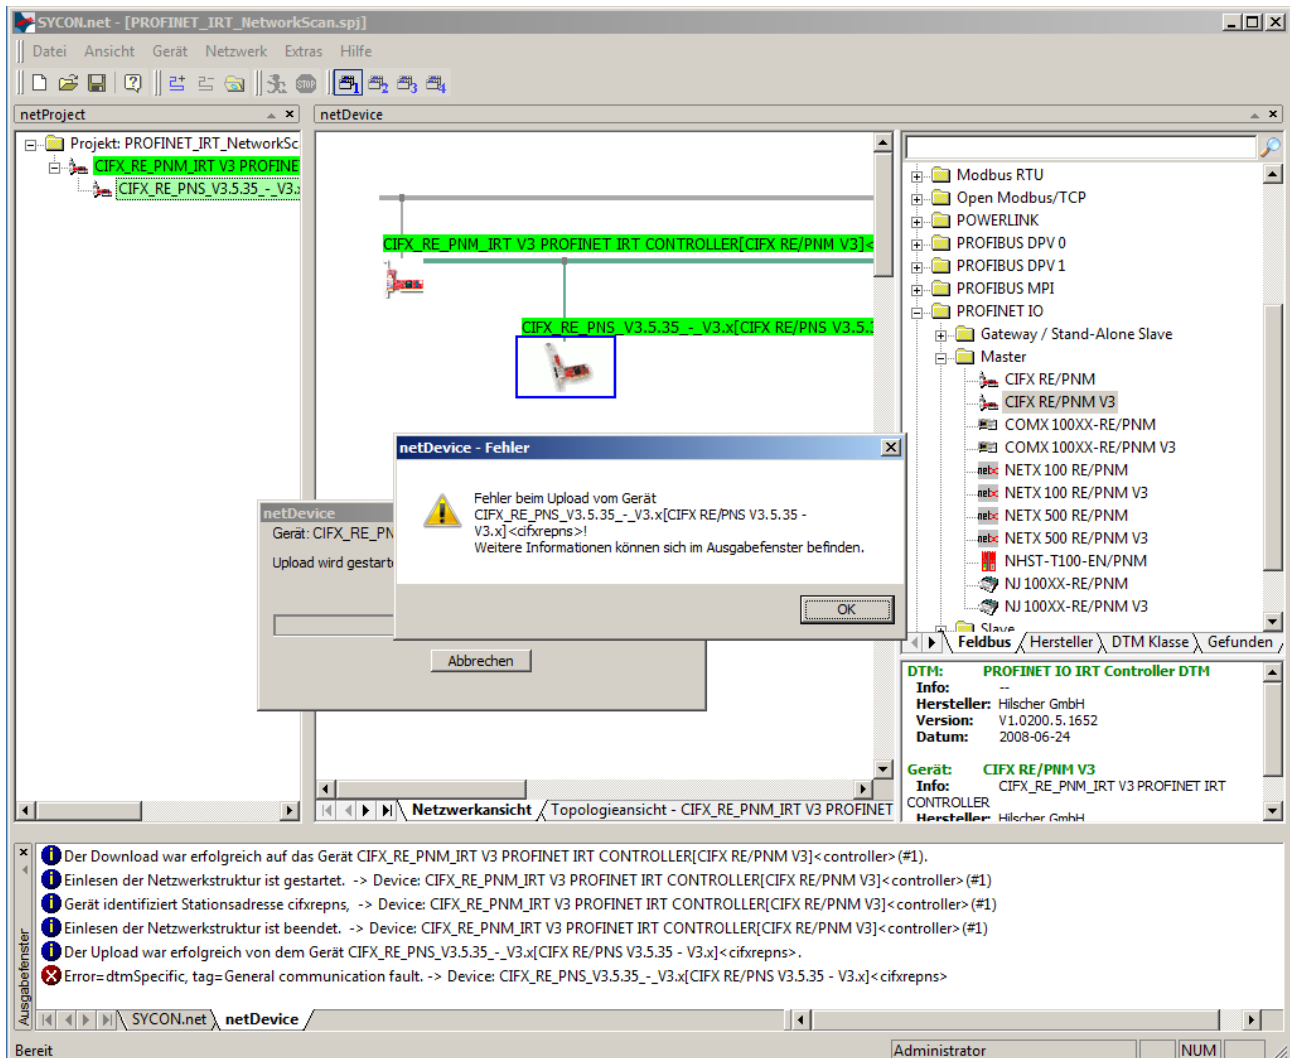 SYCON.net - [PROFINET_IRT_NetworkScan.spj]
Datei Ansicht Gerät Netzwerk Extras Hilfe
STOP 1 2 3 4
netProject
netDevice
Projekt: PROFINET_IRT_NetworkSc
CIFX_RE_PNM_IRT V3 PROFINE
CIFX_RE_PNS_V3.5.35_-_V3.
CIFX_RE_PNM_IRT V3 PROFINET IRT CONTROLLER[CIFX RE/PNM V3]<
CIFX_RE_PNS_V3.5.35_-_V3.x[CIFX RE/PNS V3.5.3
Modbus RTU
Open Modbus/TCP
POWERLINK
PROFIBUS DPV0
PROFIBUS DPV1
PROFIBUS MPI
PROFINET IO
Gateway / Stand-Alone Slave
Master
CIFX RE/PNM
CIFX RE/PNM V3
COMX 100XX-RE/PNM
COMX 100XX-RE/PNM V3
NETX 100 RE/PNM
NETX 100 RE/PNM V3
NETX 500 RE/PNM
NETX 500 RE/PNM V3
NHST-T100-EN/PNM
NJ 100XX-RE/PNM
NJ 100XX-RE/PNM V3
Slave
Feldbus Hersteller DTM Klasse Gefunden
netDevice
Gerät: CIFX_RE_PN
Upload wird gestart
Abbrechen
netDevice - Fehler
Fehler beim Upload vom Gerät
CIFX_RE_PNS_V3.5.35_-_V3.x[CIFX RE/PNS V3.5.35 -
V3.x]<cifxrepns>!
Weitere Informationen können sich im Ausgabefenster befinden.
OK
DTM: PROFINET IO IRT Controller DTM
Info: --
Hersteller: Hilscher GmbH
Version: V1.0200.5.1652
Datum: 2008-06-24
Gerät: CIFX RE/PNM V3
Info: CIFX_RE_PNM_IRT V3 PROFINET IRT
CONTROLLER
Hersteller: Hilscher GmbH
Netzwerkansicht Topologieansicht - CIFX_RE_PNM_IRT V3 PROFINET
Der Download war erfolgreich auf das Gerät CIFX_RE_PNM_IRT V3 PROFINET IRT CONTROLLER[CIFX RE/PNM V3]<controller>(#1).
Einlesen der Netzwerkstruktur ist gestartet. -> Device: CIFX_RE_PNM_IRT V3 PROFINET IRT CONTROLLER[CIFX RE/PNM V3]<controller>(#1)
Gerät identifiziert Stationsadresse cifxrepns, -> Device: CIFX_RE_PNM_IRT V3 PROFINET IRT CONTROLLER[CIFX RE/PNM V3]<controller>(#1)
Einlesen der Netzwerkstruktur ist beendet. -> Device: CIFX_RE_PNM_IRT V3 PROFINET IRT CONTROLLER[CIFX RE/PNM V3]<controller>(#1)
Der Upload war erfolgreich von dem Gerät CIFX_RE_PNS_V3.5.35_-_V3.x[CIFX RE/PNS V3.5.35 - V3.x]<cifxrepns>.
Error=dtmSpecific, tag=General communication fault. -> Device: CIFX_RE_PNS_V3.5.35_-_V3.x[CIFX RE/PNS V3.5.35 - V3.x]<cifxrepns>
Ausgabefenster
SYCON.net netDevice
Bereit
Administrator
NUM